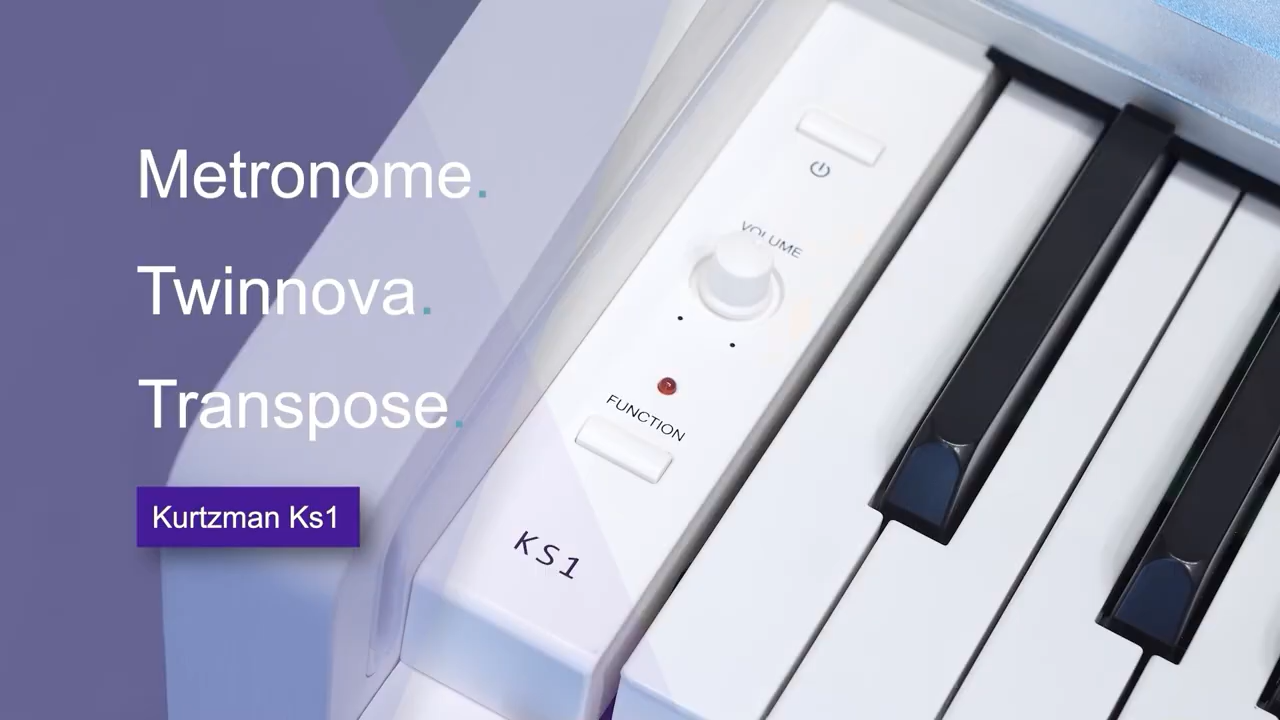 Metronome.
Twinnova.
Transpose.
Kurtzman Ks1
VOLUME
FUNCTION
KS1